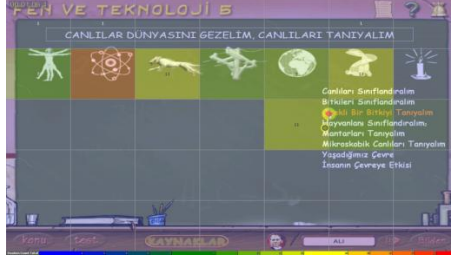 FEN VE TEKNOLOJİ 5
CANLILAR DÜNYASINI GEZELİM, CANLILARI TANIYALIM
Canlıları Sınıflandıralım
Bitkileri Sınıflandıralım
Çiçekli Bir Bitkiyi Tanıyalım
Hayvanları Sınıflandıralım
Mantarları Tanıyalım
Mikroskobik Canlıları Tanıyalım
Yaşadığımız Çevre
İnsanın Çevreye Etkisi
konu
test
KAYNAKLAR
ALI